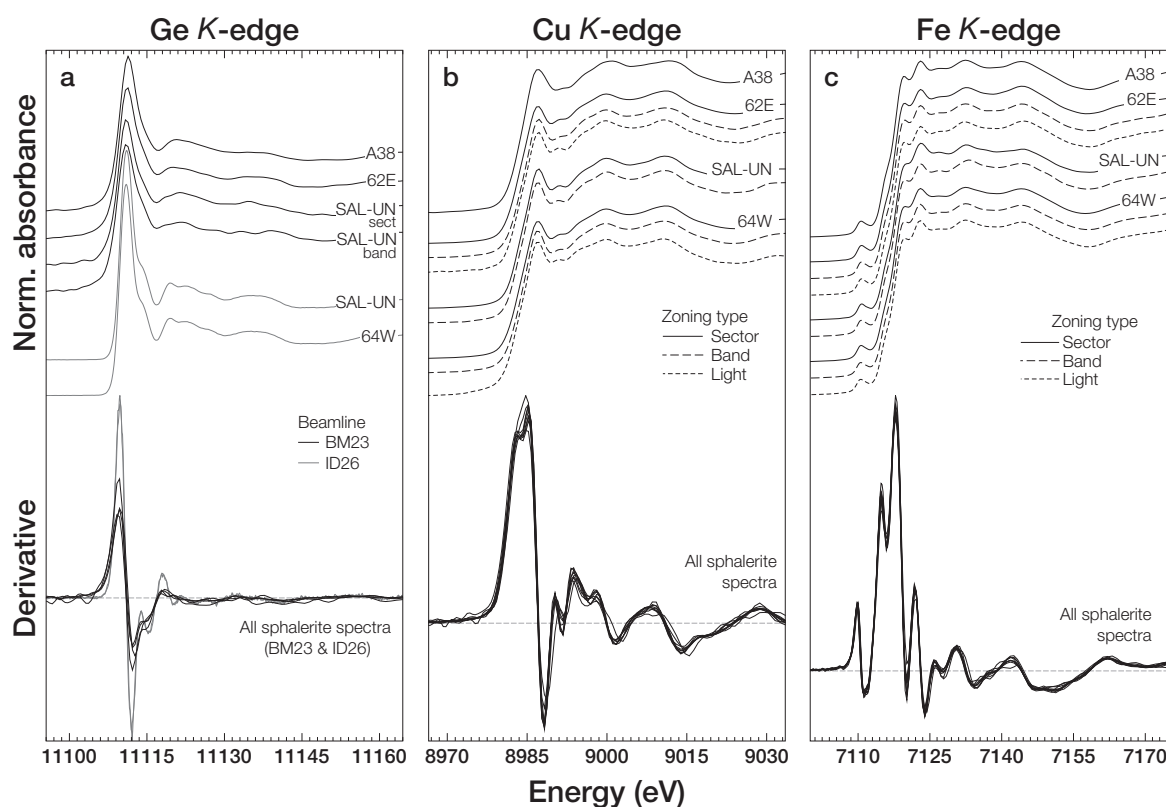 Ge K-edge
Cu K-edge
Fe K-edge
Norm. absorbance
a
A38
62E
SAL-UN
sect
SAL-UN
band
SAL-UN
64W
Beamline
BM23
ID26
Derivative
All sphalerite spectra
(BM23 & ID26)
11100 11115 11130 11145 11160
b
A38
62E
SAL-UN
64W
Zoning type
Sector
Band
Light
All sphalerite
spectra
8970 8985 9000 9015 9030
c
A38
62E
SAL-UN
64W
Zoning type
Sector
Band
Light
All sphalerite
spectra
7110 7125 7140 7155 7170
Energy (eV)